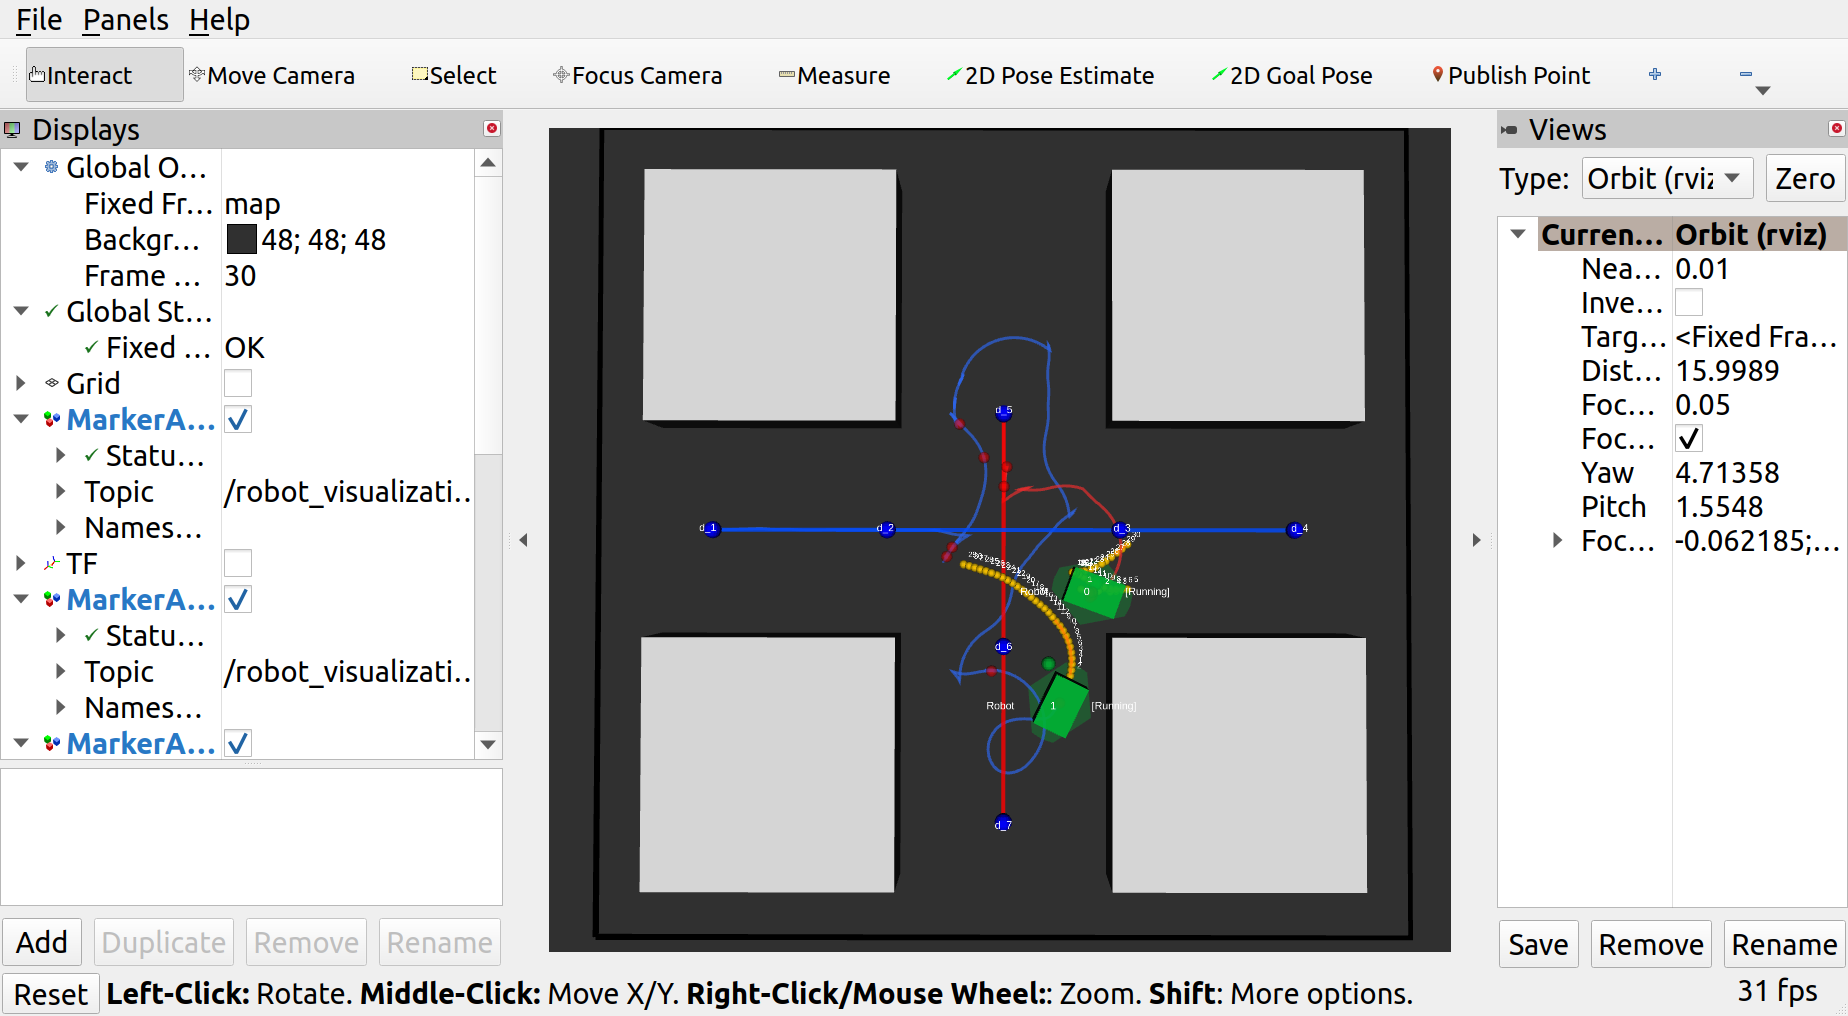 File Panels Help
Interact Move Camera Select Focus Camera Measure 2D Pose Estimate 2D Goal Pose Publish Point
Displays
Global O...
Fixed Fr... map
Backgr... 48; 48; 48
Frame ... 30
Global St...
Fixed ... OK
Grid
MarkerA...
Statu...
Topic /robot_visualizati..
Names...
TF
MarkerA...
Statu...
Topic /robot_visualizati..
Names...
MarkerA...
Add Duplicate Remove Rename
d_5
d_1 d_2 d_3 d_4
Robot 0 [Running]
d_6
Robot 1 [Running]
d_7
Views
Type: Orbit (rviz Zero
Curren... Orbit (rviz)
Nea... 0.01
Inve...
Targ... <Fixed Fra...
Dist... 15.9989
Foc... 0.05
Foc...
Yaw 4.71358
Pitch 1.5548
Foc... -0.062185;...
Save Remove Rename
Reset Left-Click: Rotate. Middle-Click: Move X/Y. Right-Click/Mouse Wheel:: Zoom. Shift: More options. 31 fps